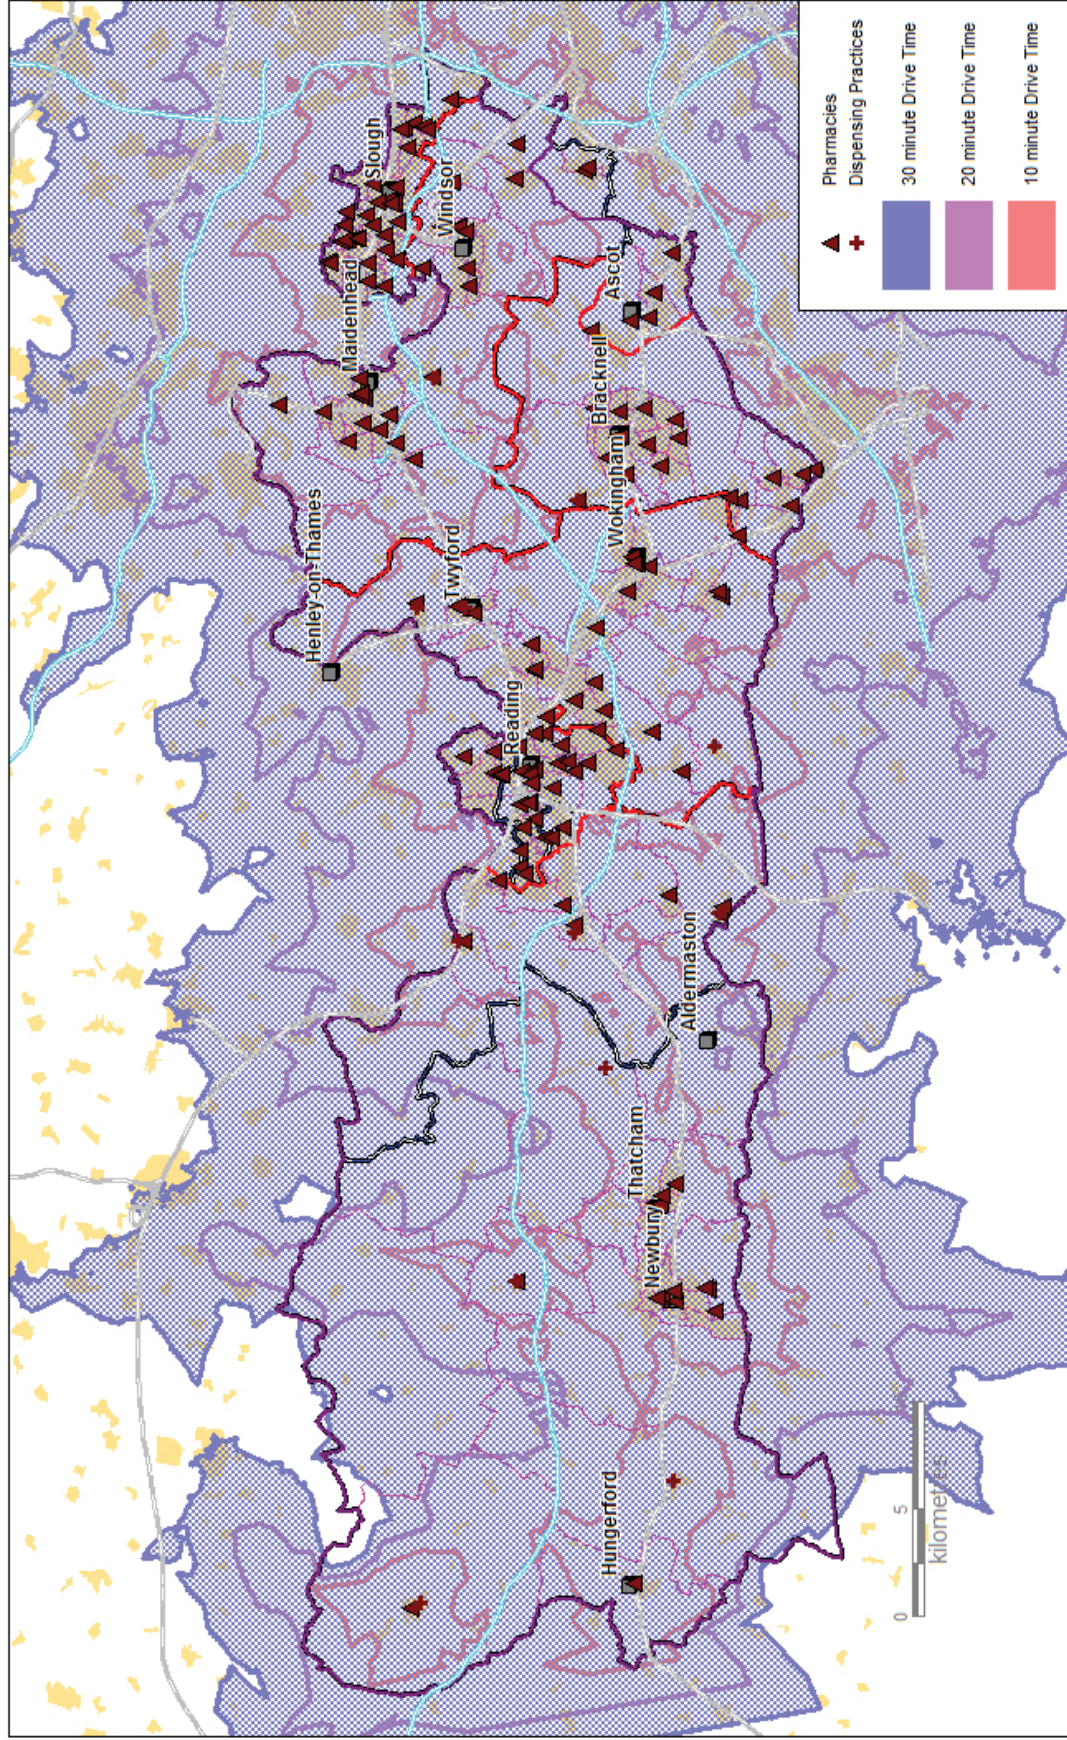 Slough
Windsor
Maidenhead
Ascot
Bracknell
Henley-on-Thames
Wokingham
Twyford
Reading
Aldermaston
Thatcham
Newbury
Hungerford
0 5
kilometres
Pharmacies
Dispensing Practices
30 minute Drive Time
20 minute Drive Time
10 minute Drive Time